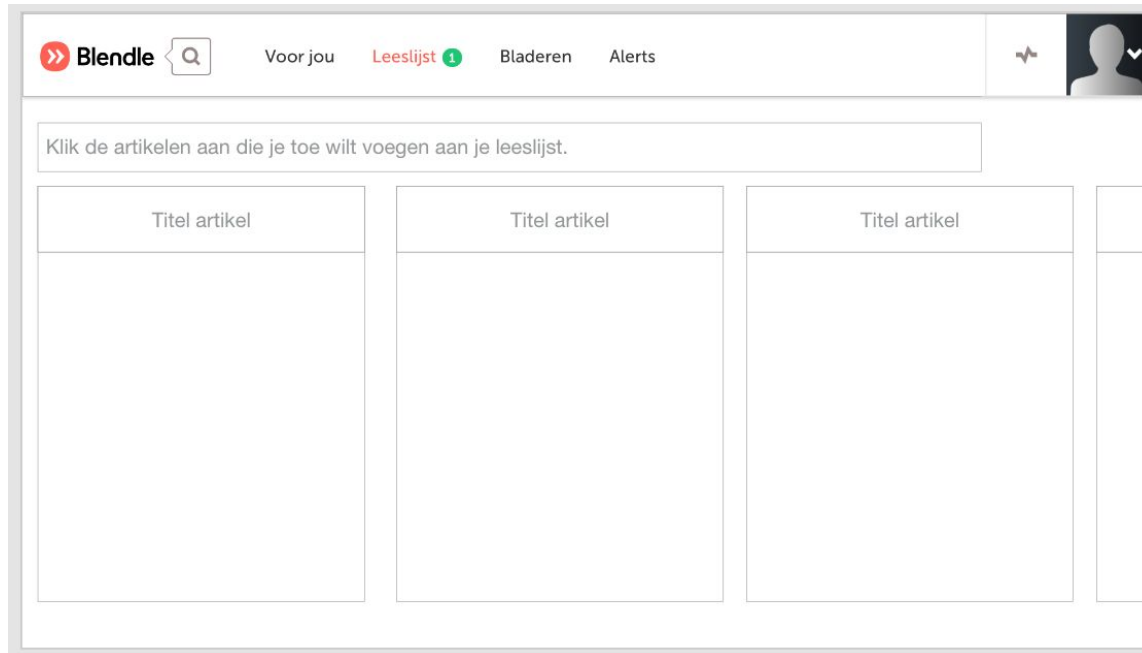 Blendle
Voor jou
Leeslijst 1
Bladeren
Alerts
Klik de artikelen aan die je toe wilt voegen aan je leeslijst.
Titel artikel
Titel artikel
Titel artikel